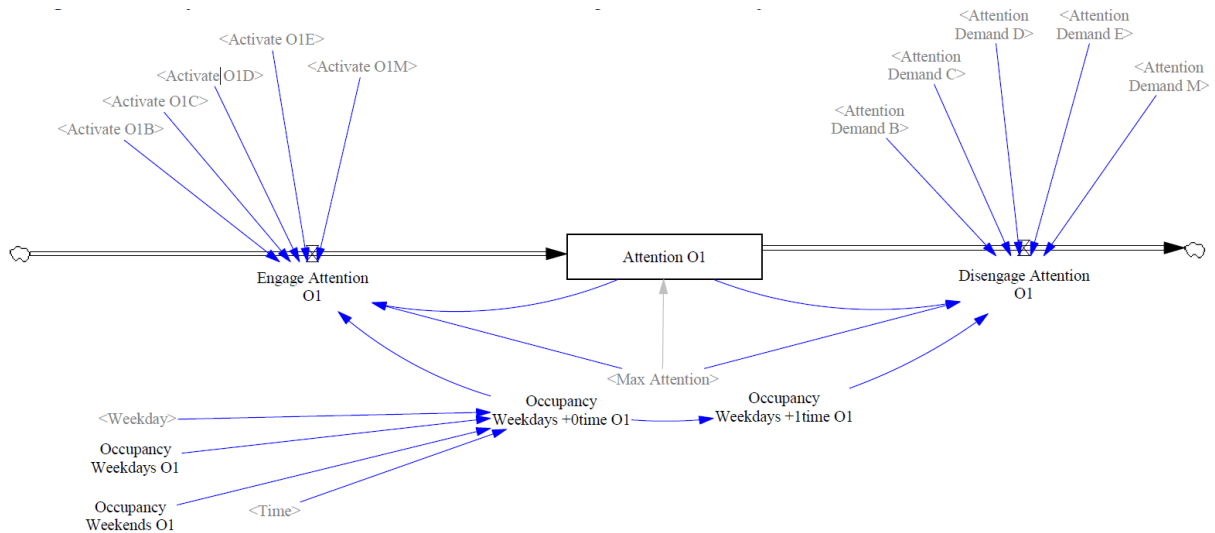 <Activate O1E>
<Activate O1D>
<Activate O1M>
<Activate O1C>
<Activate O1B>
<Attention
Demand D>
<Attention
Demand E>
<Attention
Demand C>
<Attention
Demand M>
<Attention
Demand B>
Engage Attention
O1
Attention O1
Disengage Attention
O1
<Max Attention>
<Weekday>
Occupancy
Weekdays +0time O1
Occupancy
Weekdays +1time O1
Occupancy
Weekdays O1
Occupancy
Weekends O1
<Time>